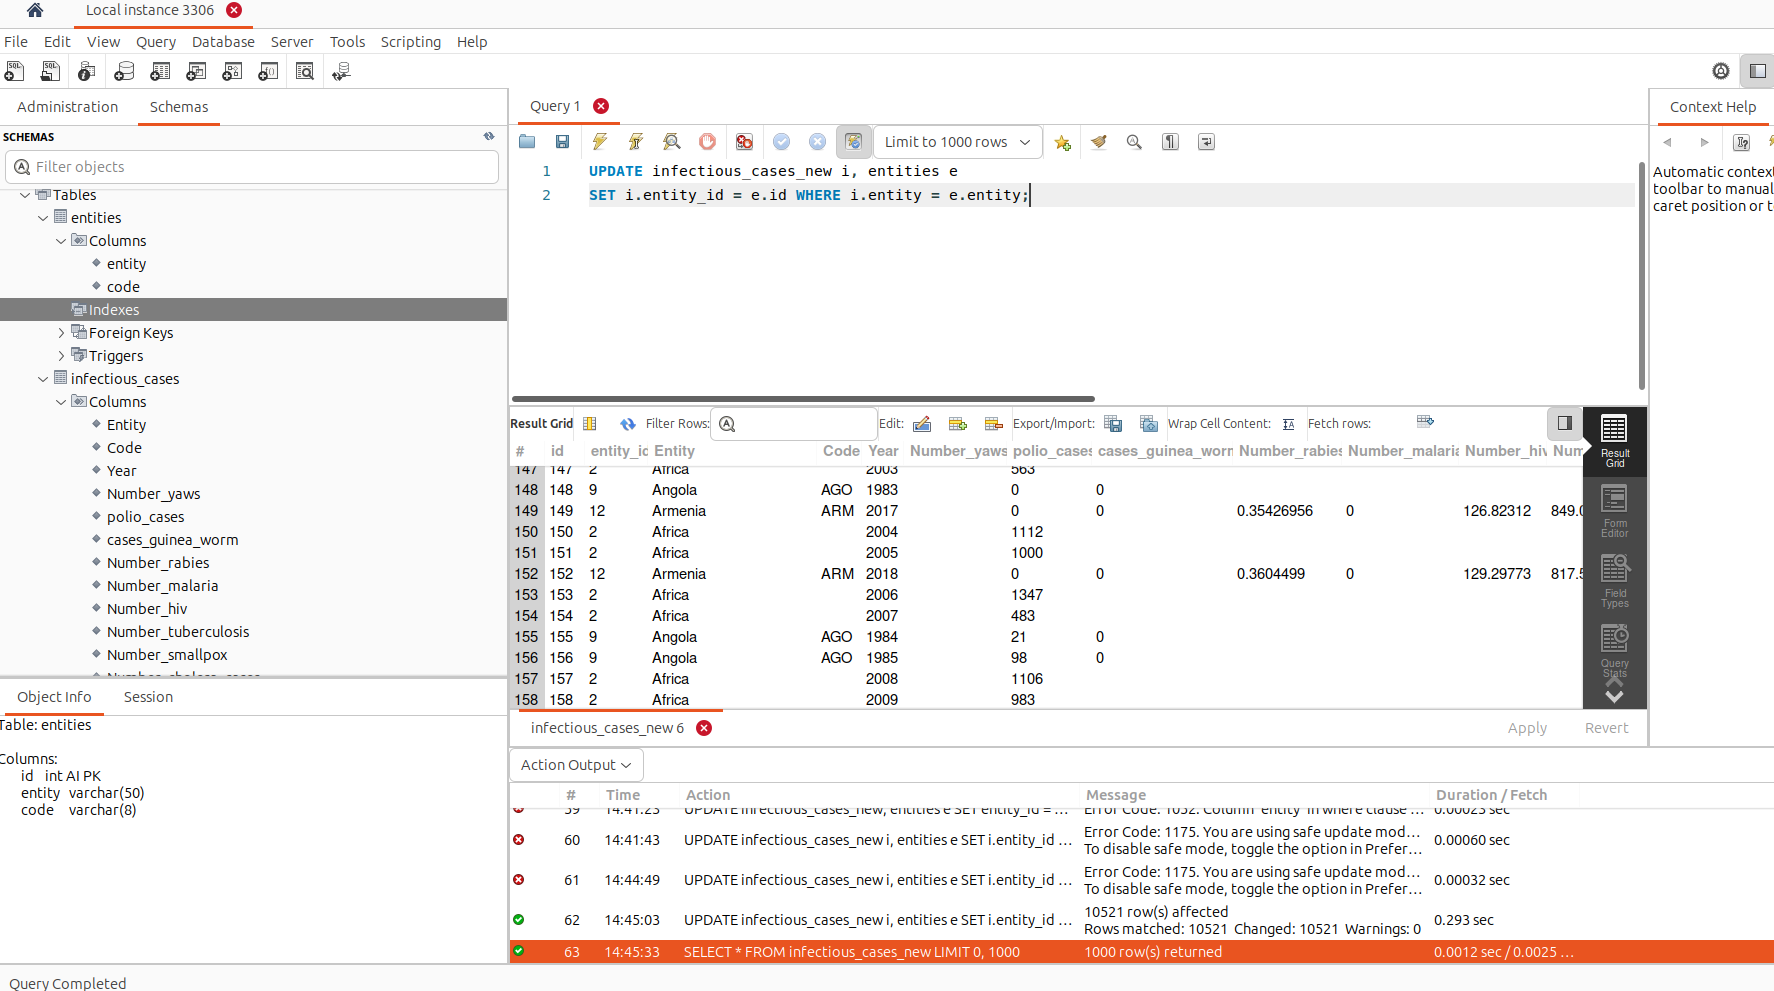 Local instance 3306
File Edit View Query Database Server Tools Scripting Help
Administration Schemas
SCHEMAS
Filter objects
Tables
entities
Columns
entity
code
Indexes
Foreign Keys
Triggers
infectious_cases
Columns
Entity
Code
Year
Number_yaws
polio_cases
cases_guinea_worm
Number_rabies
Number_malaria
Number_hiv
Number_tuberculosis
Number_smallpox
Object Info Session
Table: entities
Columns:
id int AI PK
entity varchar(50)
code varchar(8)
Query Completed
Query 1
Limit to 1000 rows
1 UPDATE infectious_cases_new i, entities e
2 SET i.entity_id = e.id WHERE i.entity = e.entity;
Result Grid Filter Rows: Edit: Export/Import: Wrap Cell Content: Fetch rows:
# id entity_ic Entity Code Year Number_yaws polio_cases cases_guinea_worm Number_rabies Number_malaria Number_hiv Num
147 147 2 Africa 2003 563
148 148 9 Angola AGO 1983 0 0
149 149 12 Armenia ARM 2017 0 0 0.35426956 0 126.82312 849.0
150 150 2 Africa 2004 1112
151 151 2 Africa 2005 1000
152 152 12 Armenia ARM 2018 0 0 0.3604499 0 129.29773 817.5
153 153 2 Africa 2006 1347
154 154 2 Africa 2007 483
155 155 9 Angola AGO 1984 21 0
156 156 9 Angola AGO 1985 98 0
157 157 2 Africa 2008 1106
158 158 2 Africa 2009 983
Result
Grid
Form
Editor
Field
Types
Query
Stats
infectious_cases_new 6 Apply Revert
Action Output
# Time Action Message Duration / Fetch
59 14:41:23 UPDATE infectious_cases_new, entities e SET entity_id = ... Error Code: 1052. Column 'entity' in where clause ... 0.00023 sec
60 14:41:43 UPDATE infectious_cases_new i, entities e SET i.entity_id ... Error Code: 1175. You are using safe update mod... 0.00060 sec
To disable safe mode, toggle the option in Prefer...
61 14:44:49 UPDATE infectious_cases_new i, entities e SET i.entity_id ... Error Code: 1175. You are using safe update mod... 0.00032 sec
To disable safe mode, toggle the option in Prefer...
62 14:45:03 UPDATE infectious_cases_new i, entities e SET i.entity_id ... 10521 row(s) affected 0.293 sec
Rows matched: 10521 Changed: 10521 Warnings: 0
63 14:45:33 SELECT * FROM infectious_cases_new LIMIT 0, 1000 1000 row(s) returned 0.0012 sec / 0.0025 ...
Context Help
Automatic context
toolbar to manual
caret position or t